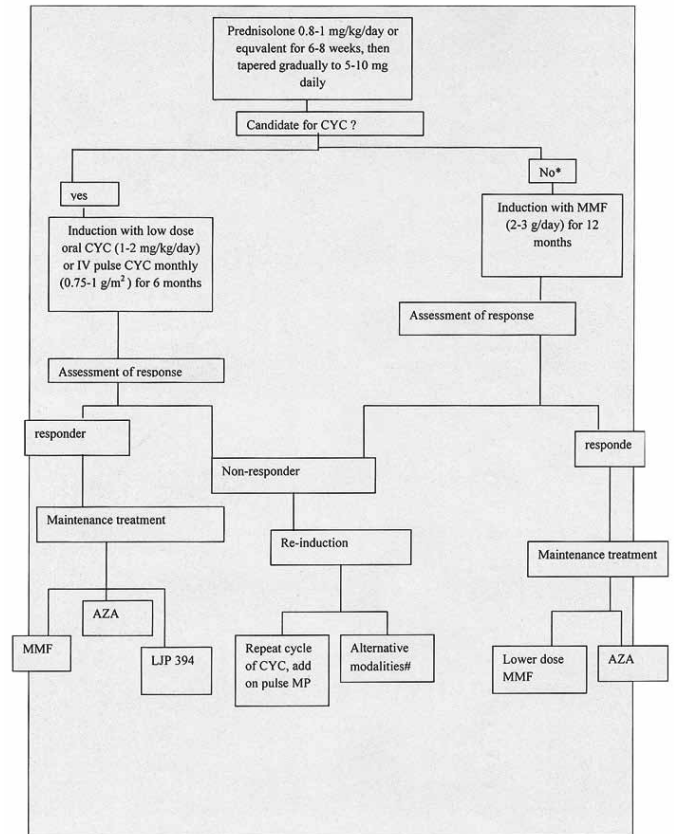 Prednisolone 0.8-1 mg/kg/day or
equvalent for 6-8 weeks, then
tapered gradually to 5-10 mg
daily
Candidate for CYC ?
yes
No*
Induction with low dose
oral CYC (1-2 mg/kg/day)
or IV pulse CYC monthly
(0.75-1 g/m²) for 6 months
Induction with MMF
(2-3 g/day) for 12
months
Assessment of response
Assessment of response
responder
Non-responder
responde
Maintenance treatment
Re-induction
Maintenance treatment
MMF
AZA
LJP 394
Repeat cycle
of CYC, add
on pulse MP
Alternative
modalities#
Lower dose
MMF
AZA